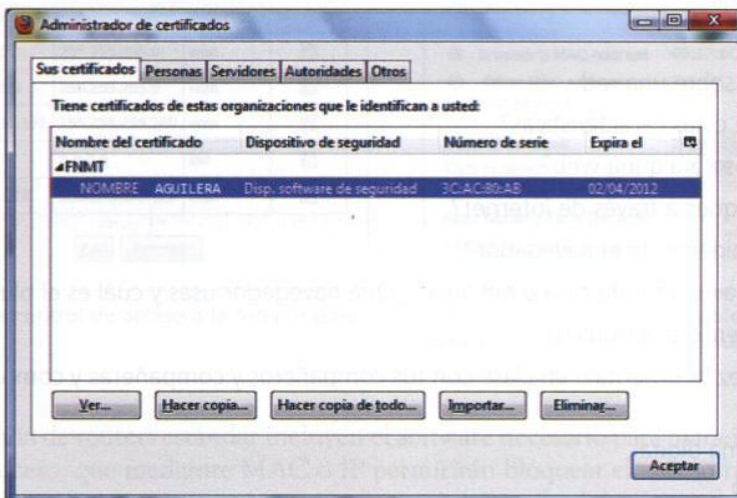 Administrador de certificados
Sus certificados Personas Servidores Autoridades Otros
Tiene certificados de estas organizaciones que le identifican a usted:
Nombre del certificado Dispositivo de seguridad Número de serie Expira el
FNMT
NOMBRE AGUILERA Disp. software de seguridad 3C:AC:80:AB 02/04/2012
Ver... Hacer copia... Hacer copia de todo... Importar... Eliminar...
Aceptar